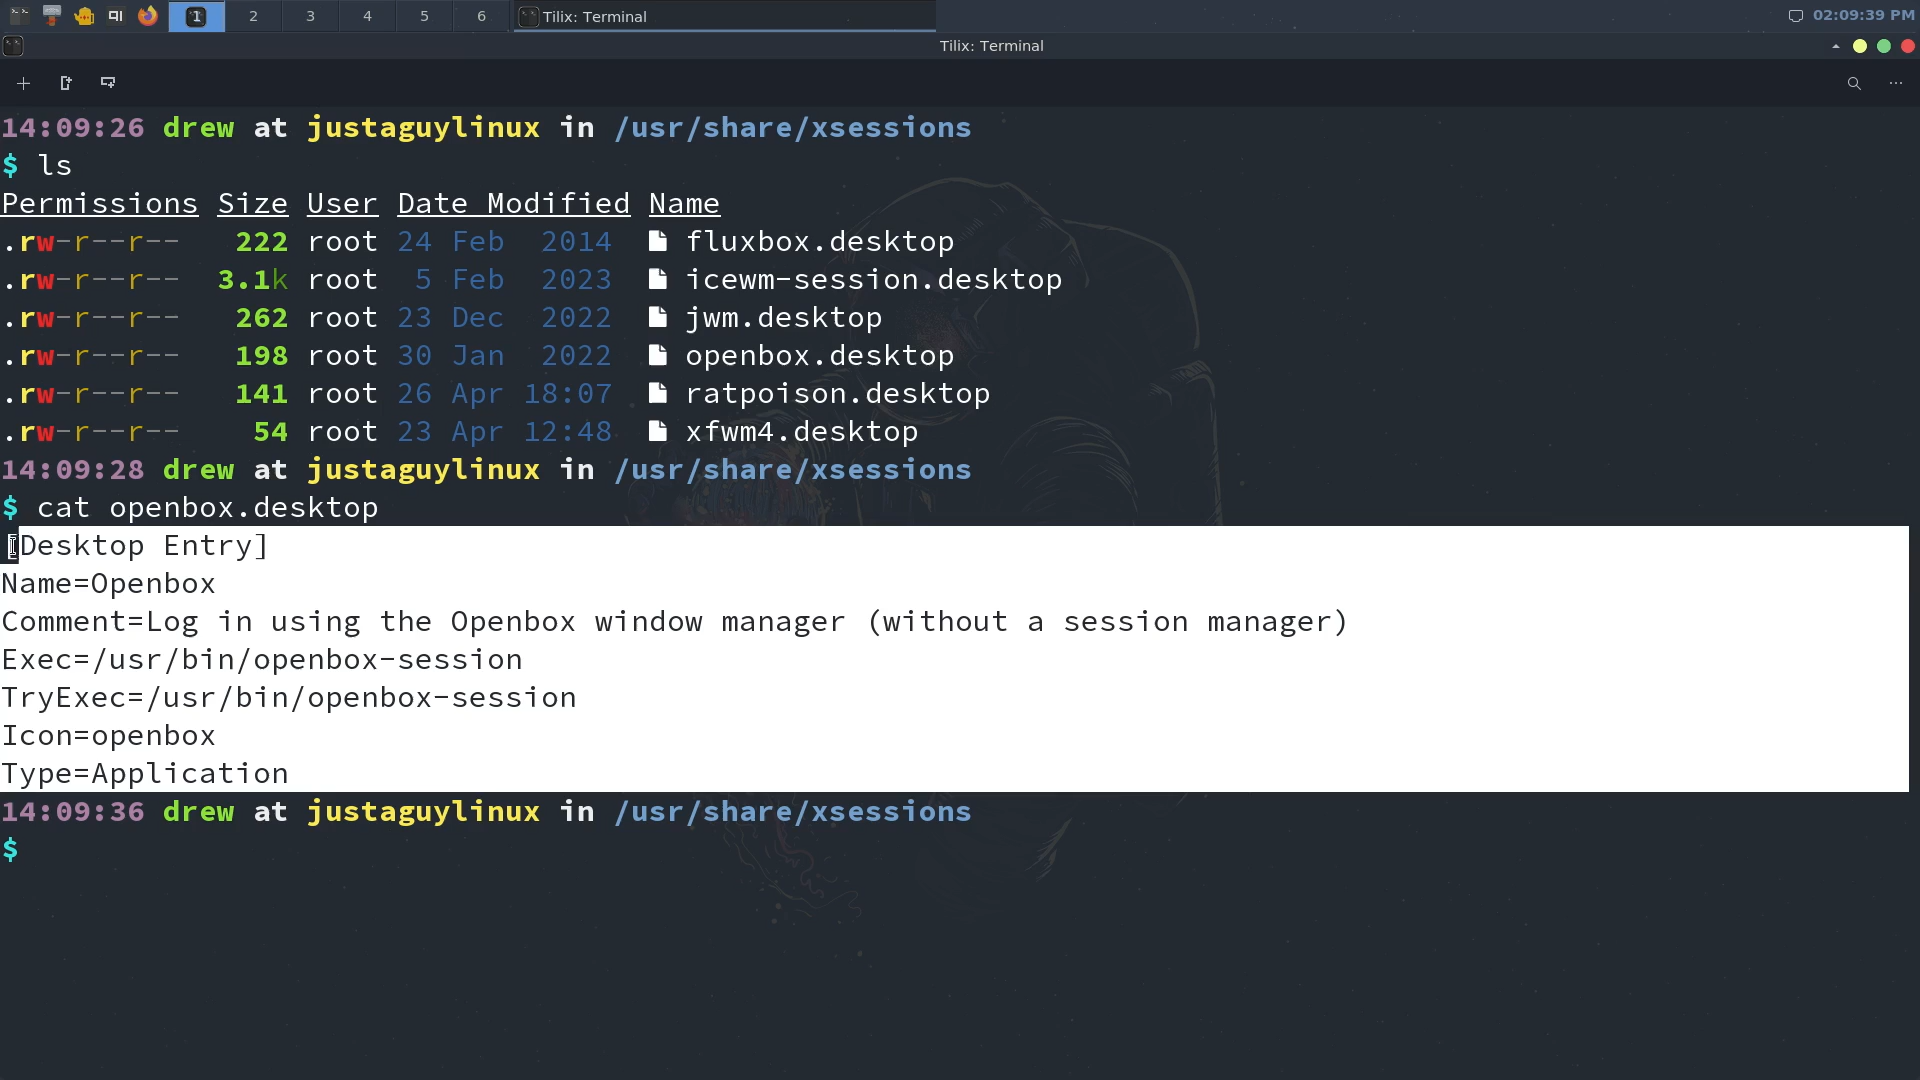 1 2 3 4 5 6 Tilix: Terminal 02:09:39 PM
Tilix: Terminal
14:09:26 drew at justaguylinux in /usr/share/xsessions
$ ls
Permissions Size User Date Modified Name
.rw-r--r-- 222 root 24 Feb 2014 fluxbox.desktop
.rw-r--r-- 3.1k root 5 Feb 2023 icewm-session.desktop
.rw-r--r-- 262 root 23 Dec 2022 jwm.desktop
.rw-r--r-- 198 root 30 Jan 2022 openbox.desktop
.rw-r--r-- 141 root 26 Apr 18:07 ratpoison.desktop
.rw-r--r-- 54 root 23 Apr 12:48 xfwm4.desktop
14:09:28 drew at justaguylinux in /usr/share/xsessions
$ cat openbox.desktop
[Desktop Entry]
Name=Openbox
Comment=Log in using the Openbox window manager (without a session manager)
Exec=/usr/bin/openbox-session
TryExec=/usr/bin/openbox-session
Icon=openbox
Type=Application
14:09:36 drew at justaguylinux in /usr/share/xsessions
$